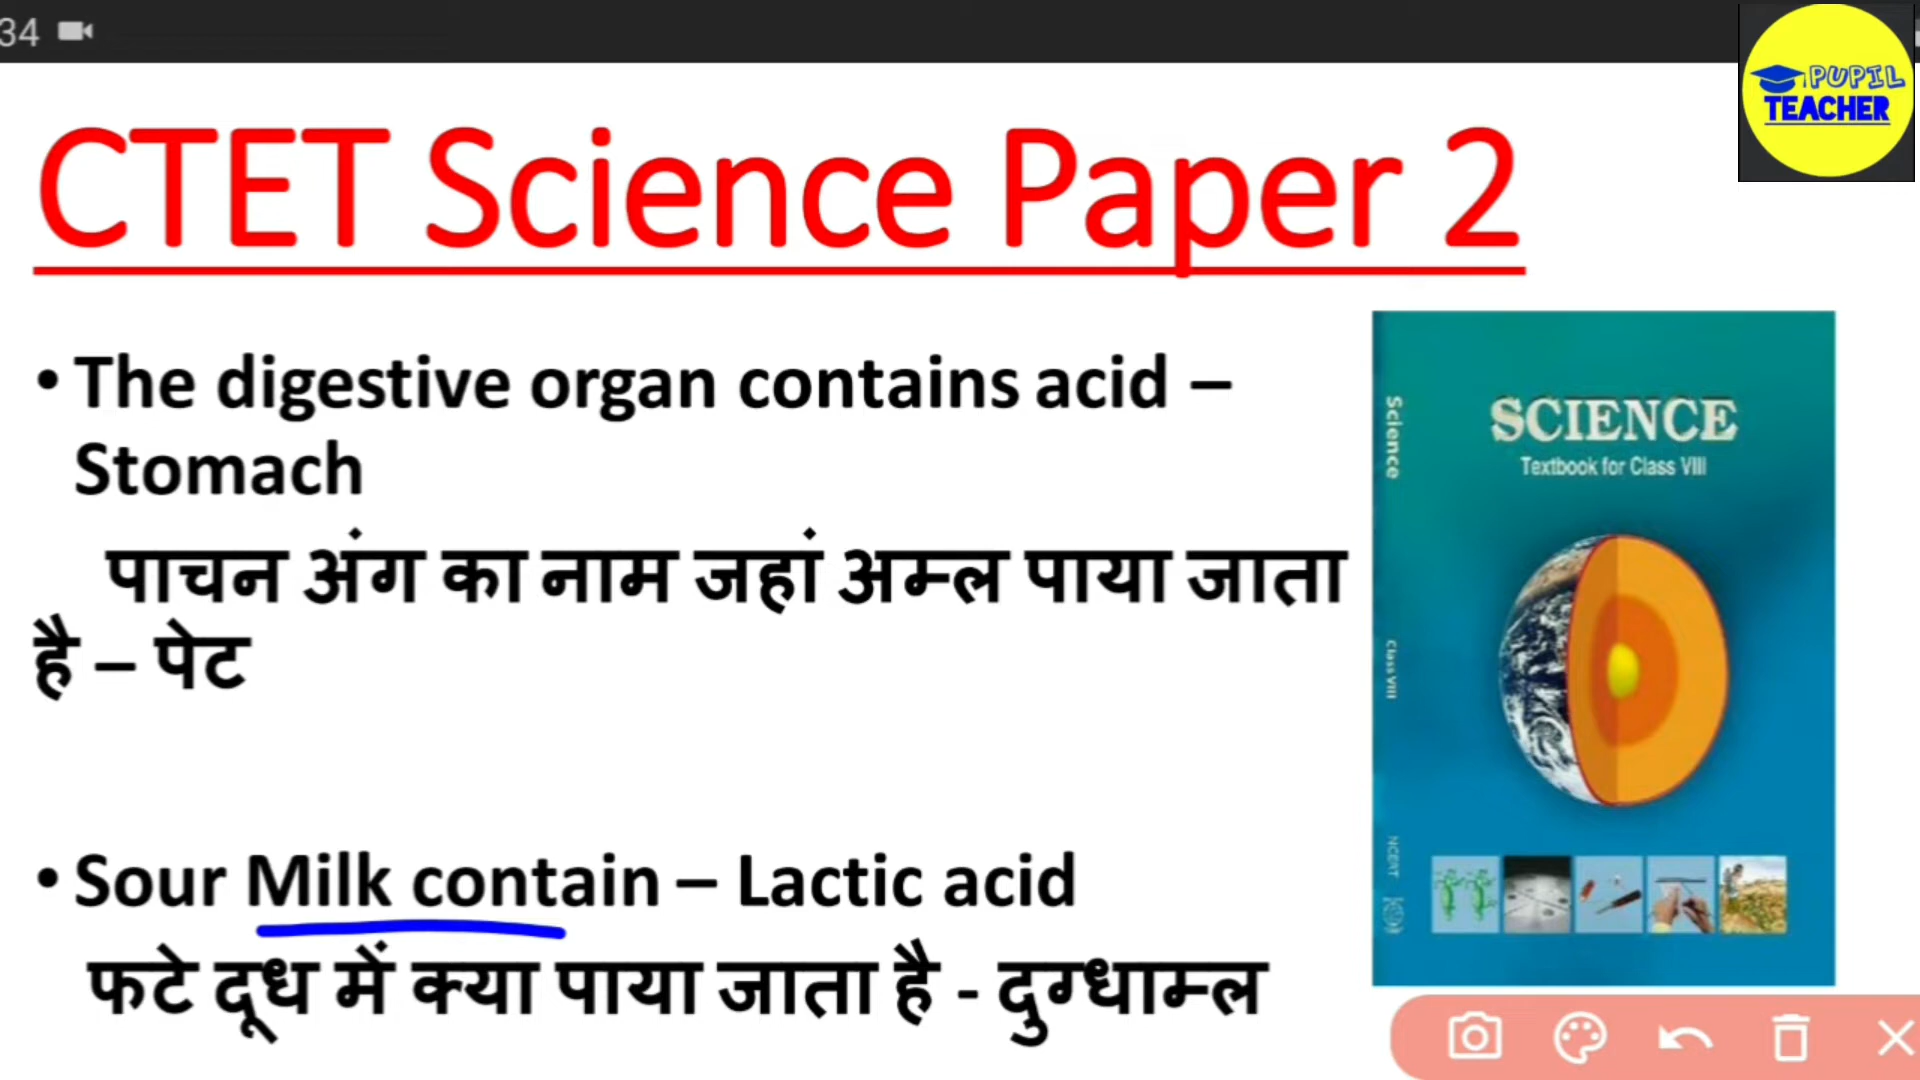 34
PUPIL
TEACHER
CTET Science Paper 2
• The digestive organ contains acid –
Stomach
पाचन अंग का नाम जहां अम्ल पाया जाता
है – पेट
• Sour Milk contain – Lactic acid
फटे दूध में क्या पाया जाता है - दुग्धाम्ल
Science
Class VIII
NCERT
SCIENCE
Textbook for Class VIII